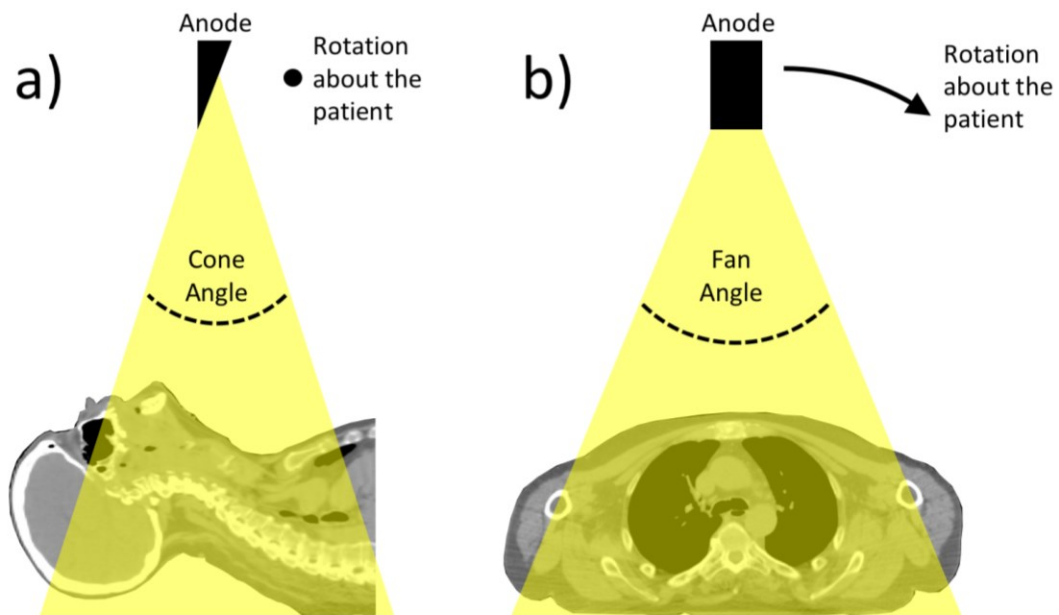 a)
Anode
Rotation
about the
patient
Cone
Angle
b)
Anode
Rotation
about the
patient
Fan
Angle